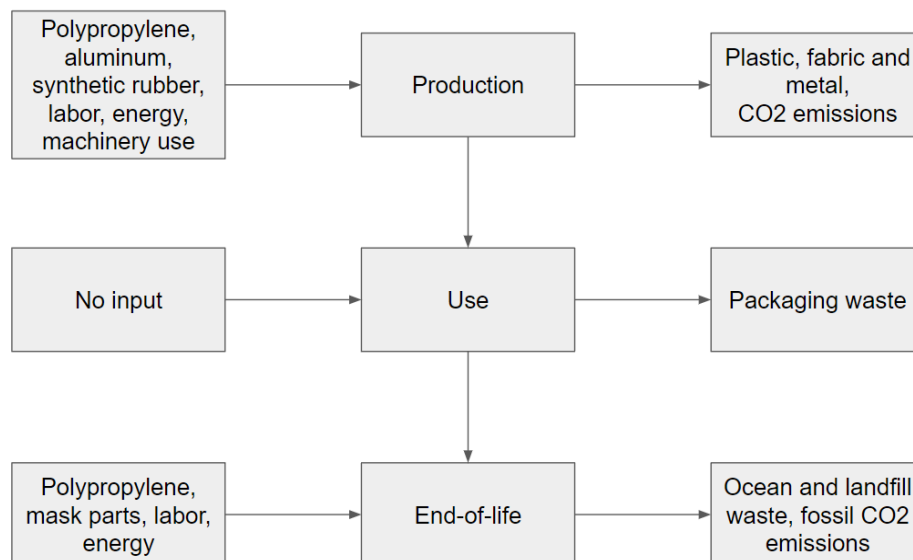 Polypropylene,
aluminum,
synthetic rubber,
labor, energy,
machinery use
Production
Plastic, fabric and
metal,
CO2 emissions
No input
Use
Packaging waste
Polypropylene,
mask parts, labor,
energy
End-of-life
Ocean and landfill
waste, fossil CO2
emissions